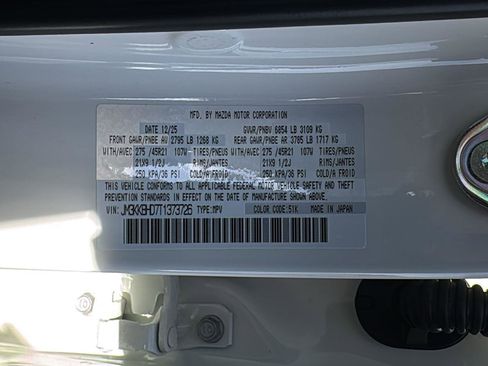 MFD. BY MAZDA MOTOR CORPORATION
DATE 12/25 GVWR/PNBV 6854 LB 3109 KG
FRONT GAWR/PNBE AV 2795 LB 1268 KG REAR GAWR/PNBE AR 3785 LB 1717 KG
WITH/AVEC 275 /45R21 107W TIRES/PNEUS WITH/AVEC 275 /45R21 107W TIRES/PNEUS
21X9 1/2J RIMS/JANTES 21X9 1/2J RIMS/JANTES
250 KPA/36 PSI COLD/A FROID 250 KPA/36 PSI COLD/A FROID
THIS VEHICLE CONFORMS TO ALL APPLICABLE FEDERAL MOTOR VEHICLE SAFETY AND THEFT
PREVENTION STANDARDS IN EFFECT ON THE DATE OF MANUFACTURE SHOWN ABOVE.
VIN: JM3KKBHD7T1373726 TYPE:MPV COLOR CODE:51K MADE IN JAPAN